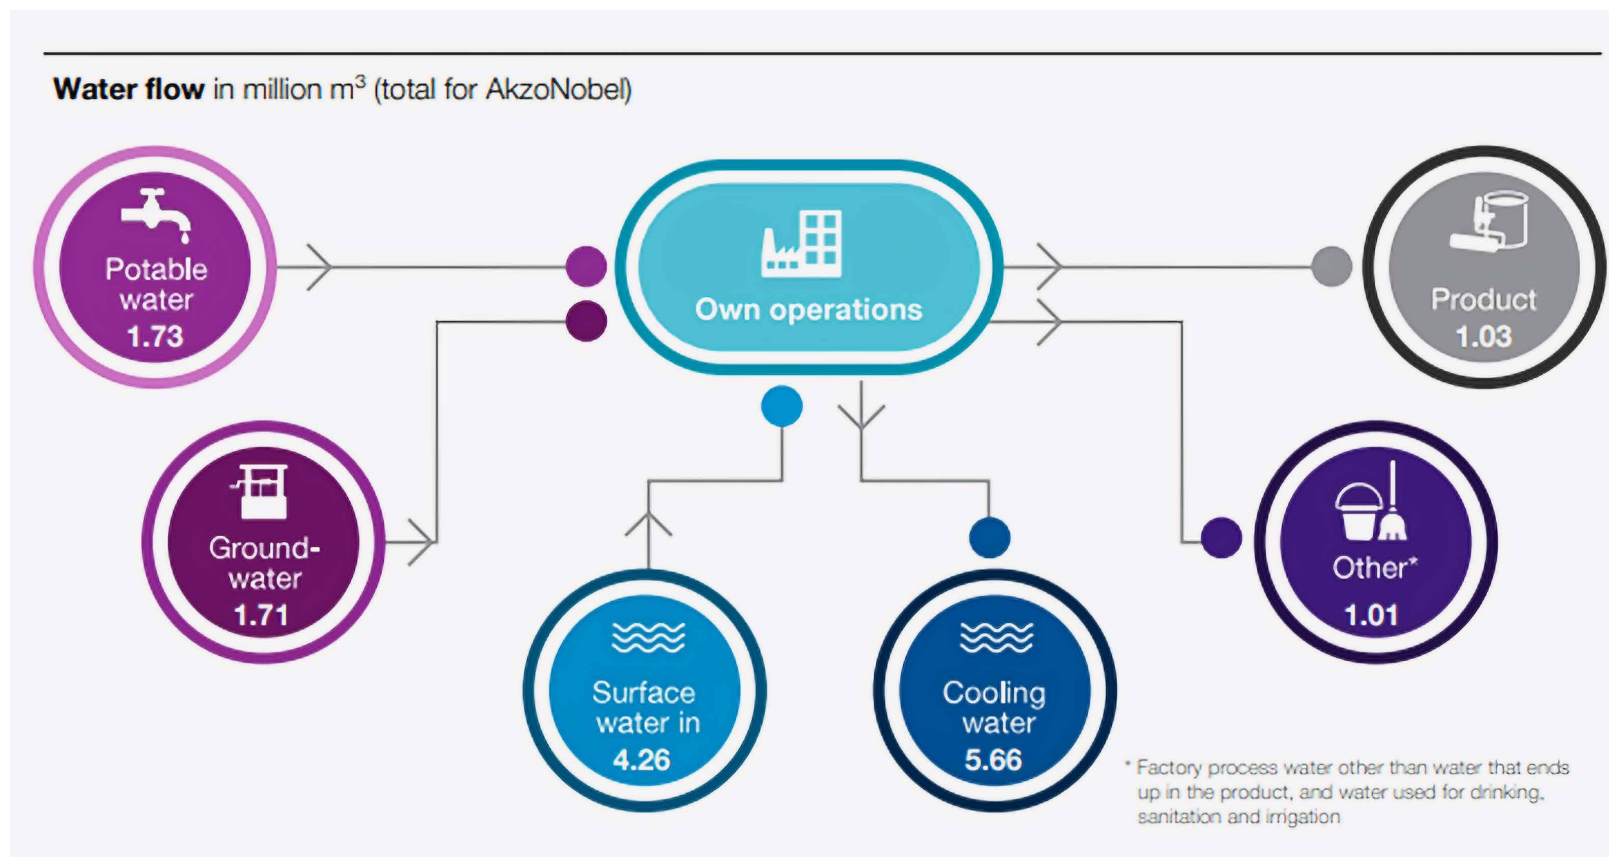 Water flow in million m³ (total for AkzoNobel)
Potable
water
1.73
Own operations
Product
1.03
Ground-
water
1.71
Other*
1.01
Surface
water in
4.26
Cooling
water
5.66
* Factory process water other than water that ends
up in the product, and water used for drinking,
sanitation and irrigation